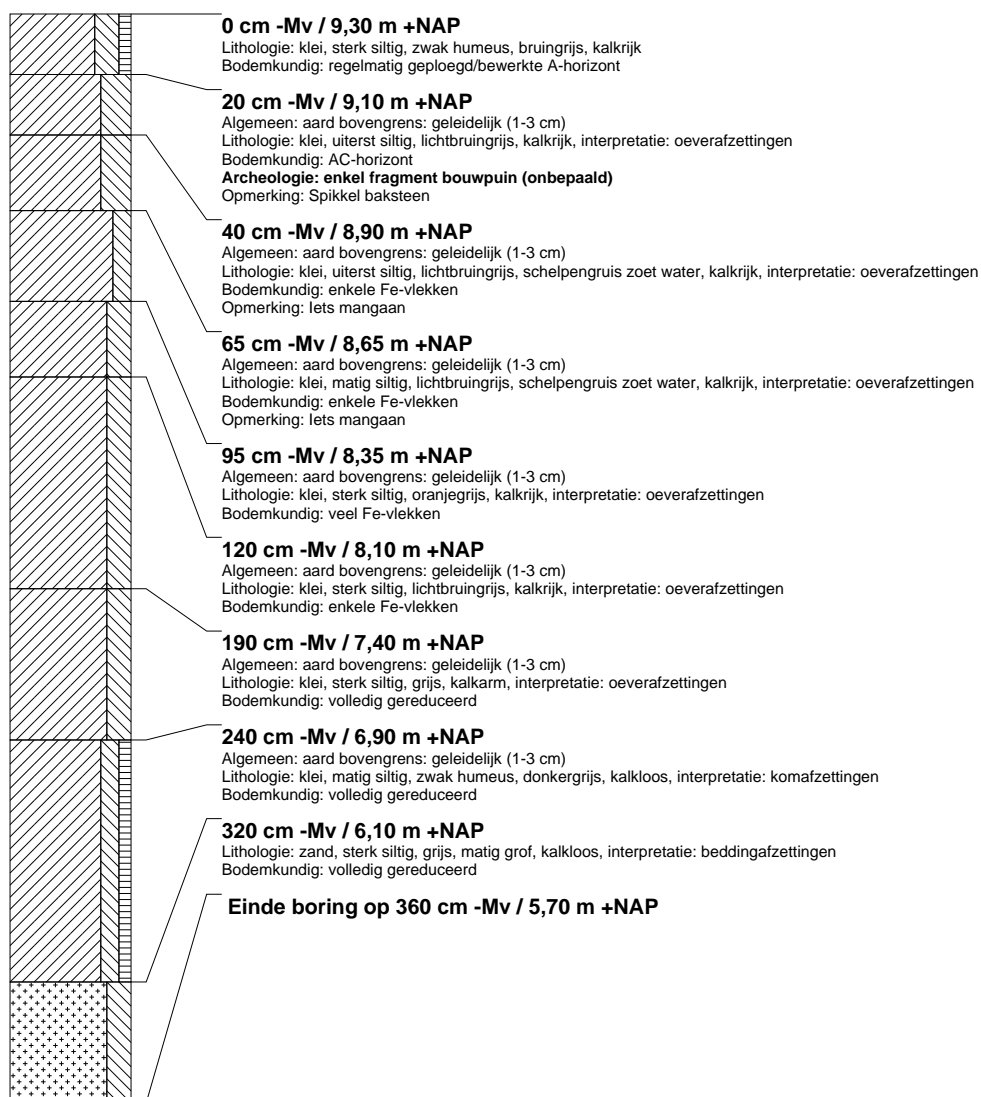 0 cm -Mv / 9,30 m +NAP
Lithologie: klei, sterk siltig, zwak humeus, bruingrijs, kalkrijk
Bodemkundig: regelmatig geploegd/bewerkte A-horizont
20 cm -Mv / 9,10 m +NAP
Algemeen: aard bovengrens: geleidelijk (1-3 cm)
Lithologie: klei, uiterst siltig, lichtbruingrijs, kalkrijk, interpretatie: oeverafzettingen
Bodemkundig: AC-horizont
Archeologie: enkel fragment bouwpuin (onbepaald)
Opmerking: Spikkel baksteen
40 cm -Mv / 8,90 m +NAP
Algemeen: aard bovengrens: geleidelijk (1-3 cm)
Lithologie: klei, uiterst siltig, lichtbruingrijs, schelpengruis zoet water, kalkrijk, interpretatie: oeverafzettingen
Bodemkundig: enkele Fe-vlekken
Opmerking: Iets mangaan
65 cm -Mv / 8,65 m +NAP
Algemeen: aard bovengrens: geleidelijk (1-3 cm)
Lithologie: klei, matig siltig, lichtbruingrijs, schelpengruis zoet water, kalkrijk, interpretatie: oeverafzettingen
Bodemkundig: enkele Fe-vlekken
Opmerking: Iets mangaan
95 cm -Mv / 8,35 m +NAP
Algemeen: aard bovengrens: geleidelijk (1-3 cm)
Lithologie: klei, sterk siltig, oranjegrijs, kalkrijk, interpretatie: oeverafzettingen
Bodemkundig: veel Fe-vlekken
120 cm -Mv / 8,10 m +NAP
Algemeen: aard bovengrens: geleidelijk (1-3 cm)
Lithologie: klei, sterk siltig, lichtbruingrijs, kalkrijk, interpretatie: oeverafzettingen
Bodemkundig: enkele Fe-vlekken
190 cm -Mv / 7,40 m +NAP
Algemeen: aard bovengrens: geleidelijk (1-3 cm)
Lithologie: klei, sterk siltig, grijs, kalkarm, interpretatie: oeverafzettingen
Bodemkundig: volledig gereduceerd
240 cm -Mv / 6,90 m +NAP
Algemeen: aard bovengrens: geleidelijk (1-3 cm)
Lithologie: klei, matig siltig, zwak humeus, donkergrijs, kalkloos, interpretatie: komafzettingen
Bodemkundig: volledig gereduceerd
320 cm -Mv / 6,10 m +NAP
Lithologie: zand, sterk siltig, grijs, matig grof, kalkloos, interpretatie: beddingafzettingen
Bodemkundig: volledig gereduceerd
Einde boring op 360 cm -Mv / 5,70 m +NAP